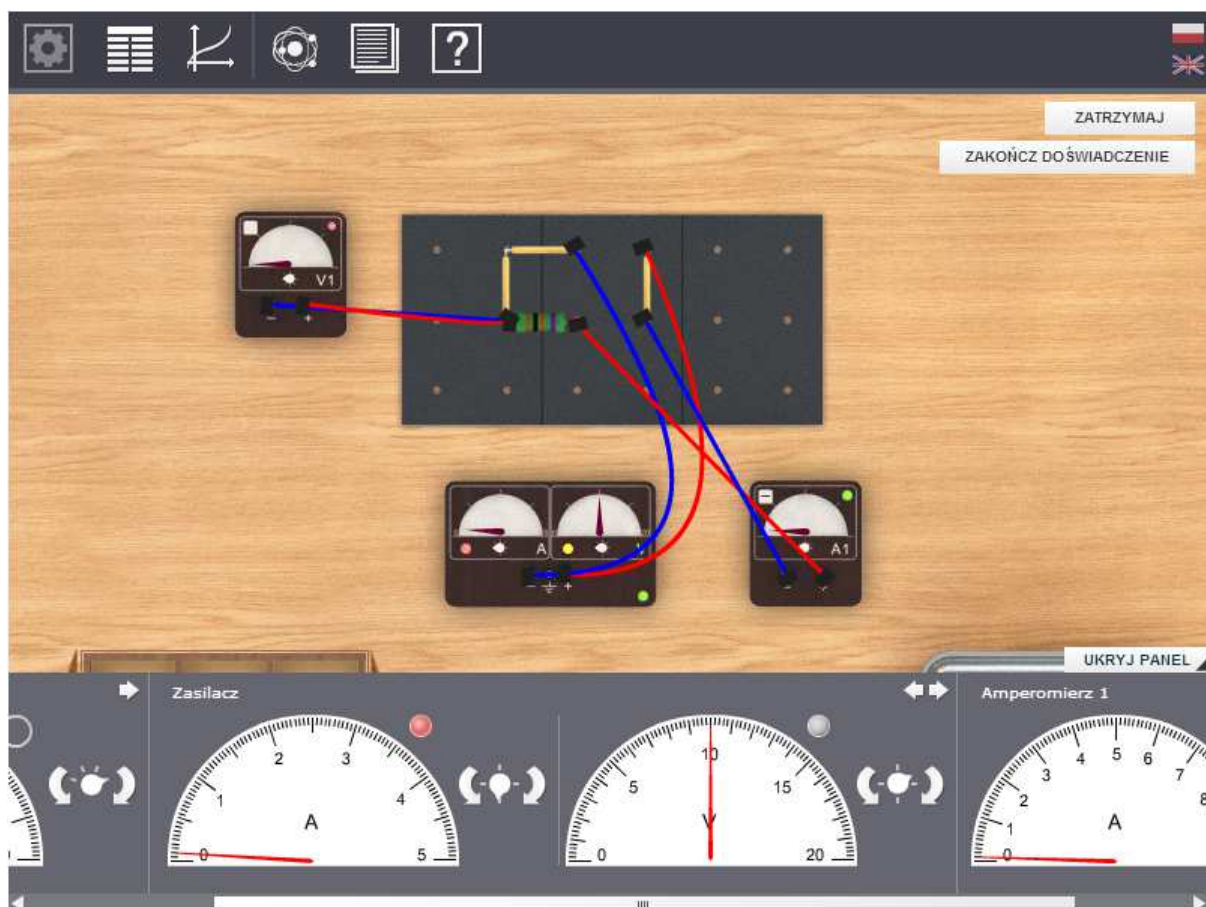 ?
ZATRZYMAJ
ZAKOŃCZ DOŚWIADCZENIE
V1
- +
A
- +
A1
UKRYJ PANEL
Zasilacz
Amperomierz 1
0 1 2 3 4 5
A
0 5 10 15 20
V
0 1 2 3 4 5 6 7 8
A